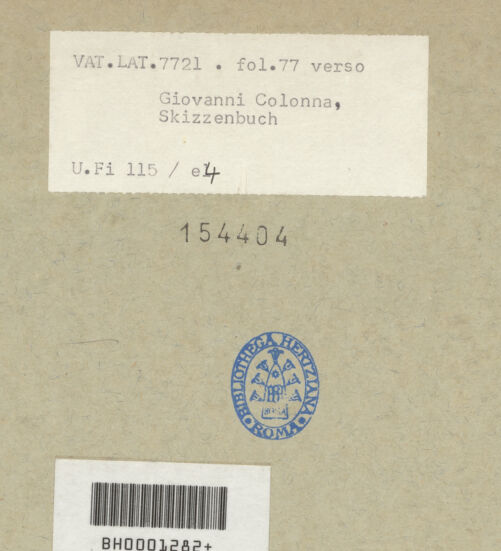 VAT.LAT.7721 . fol.77 verso
Giovanni Colonna,
Skizzenbuch
U.Fi 115 / e4
154404
BIBLIOTHECA HERTZIANA
ROMA
BH0001282+